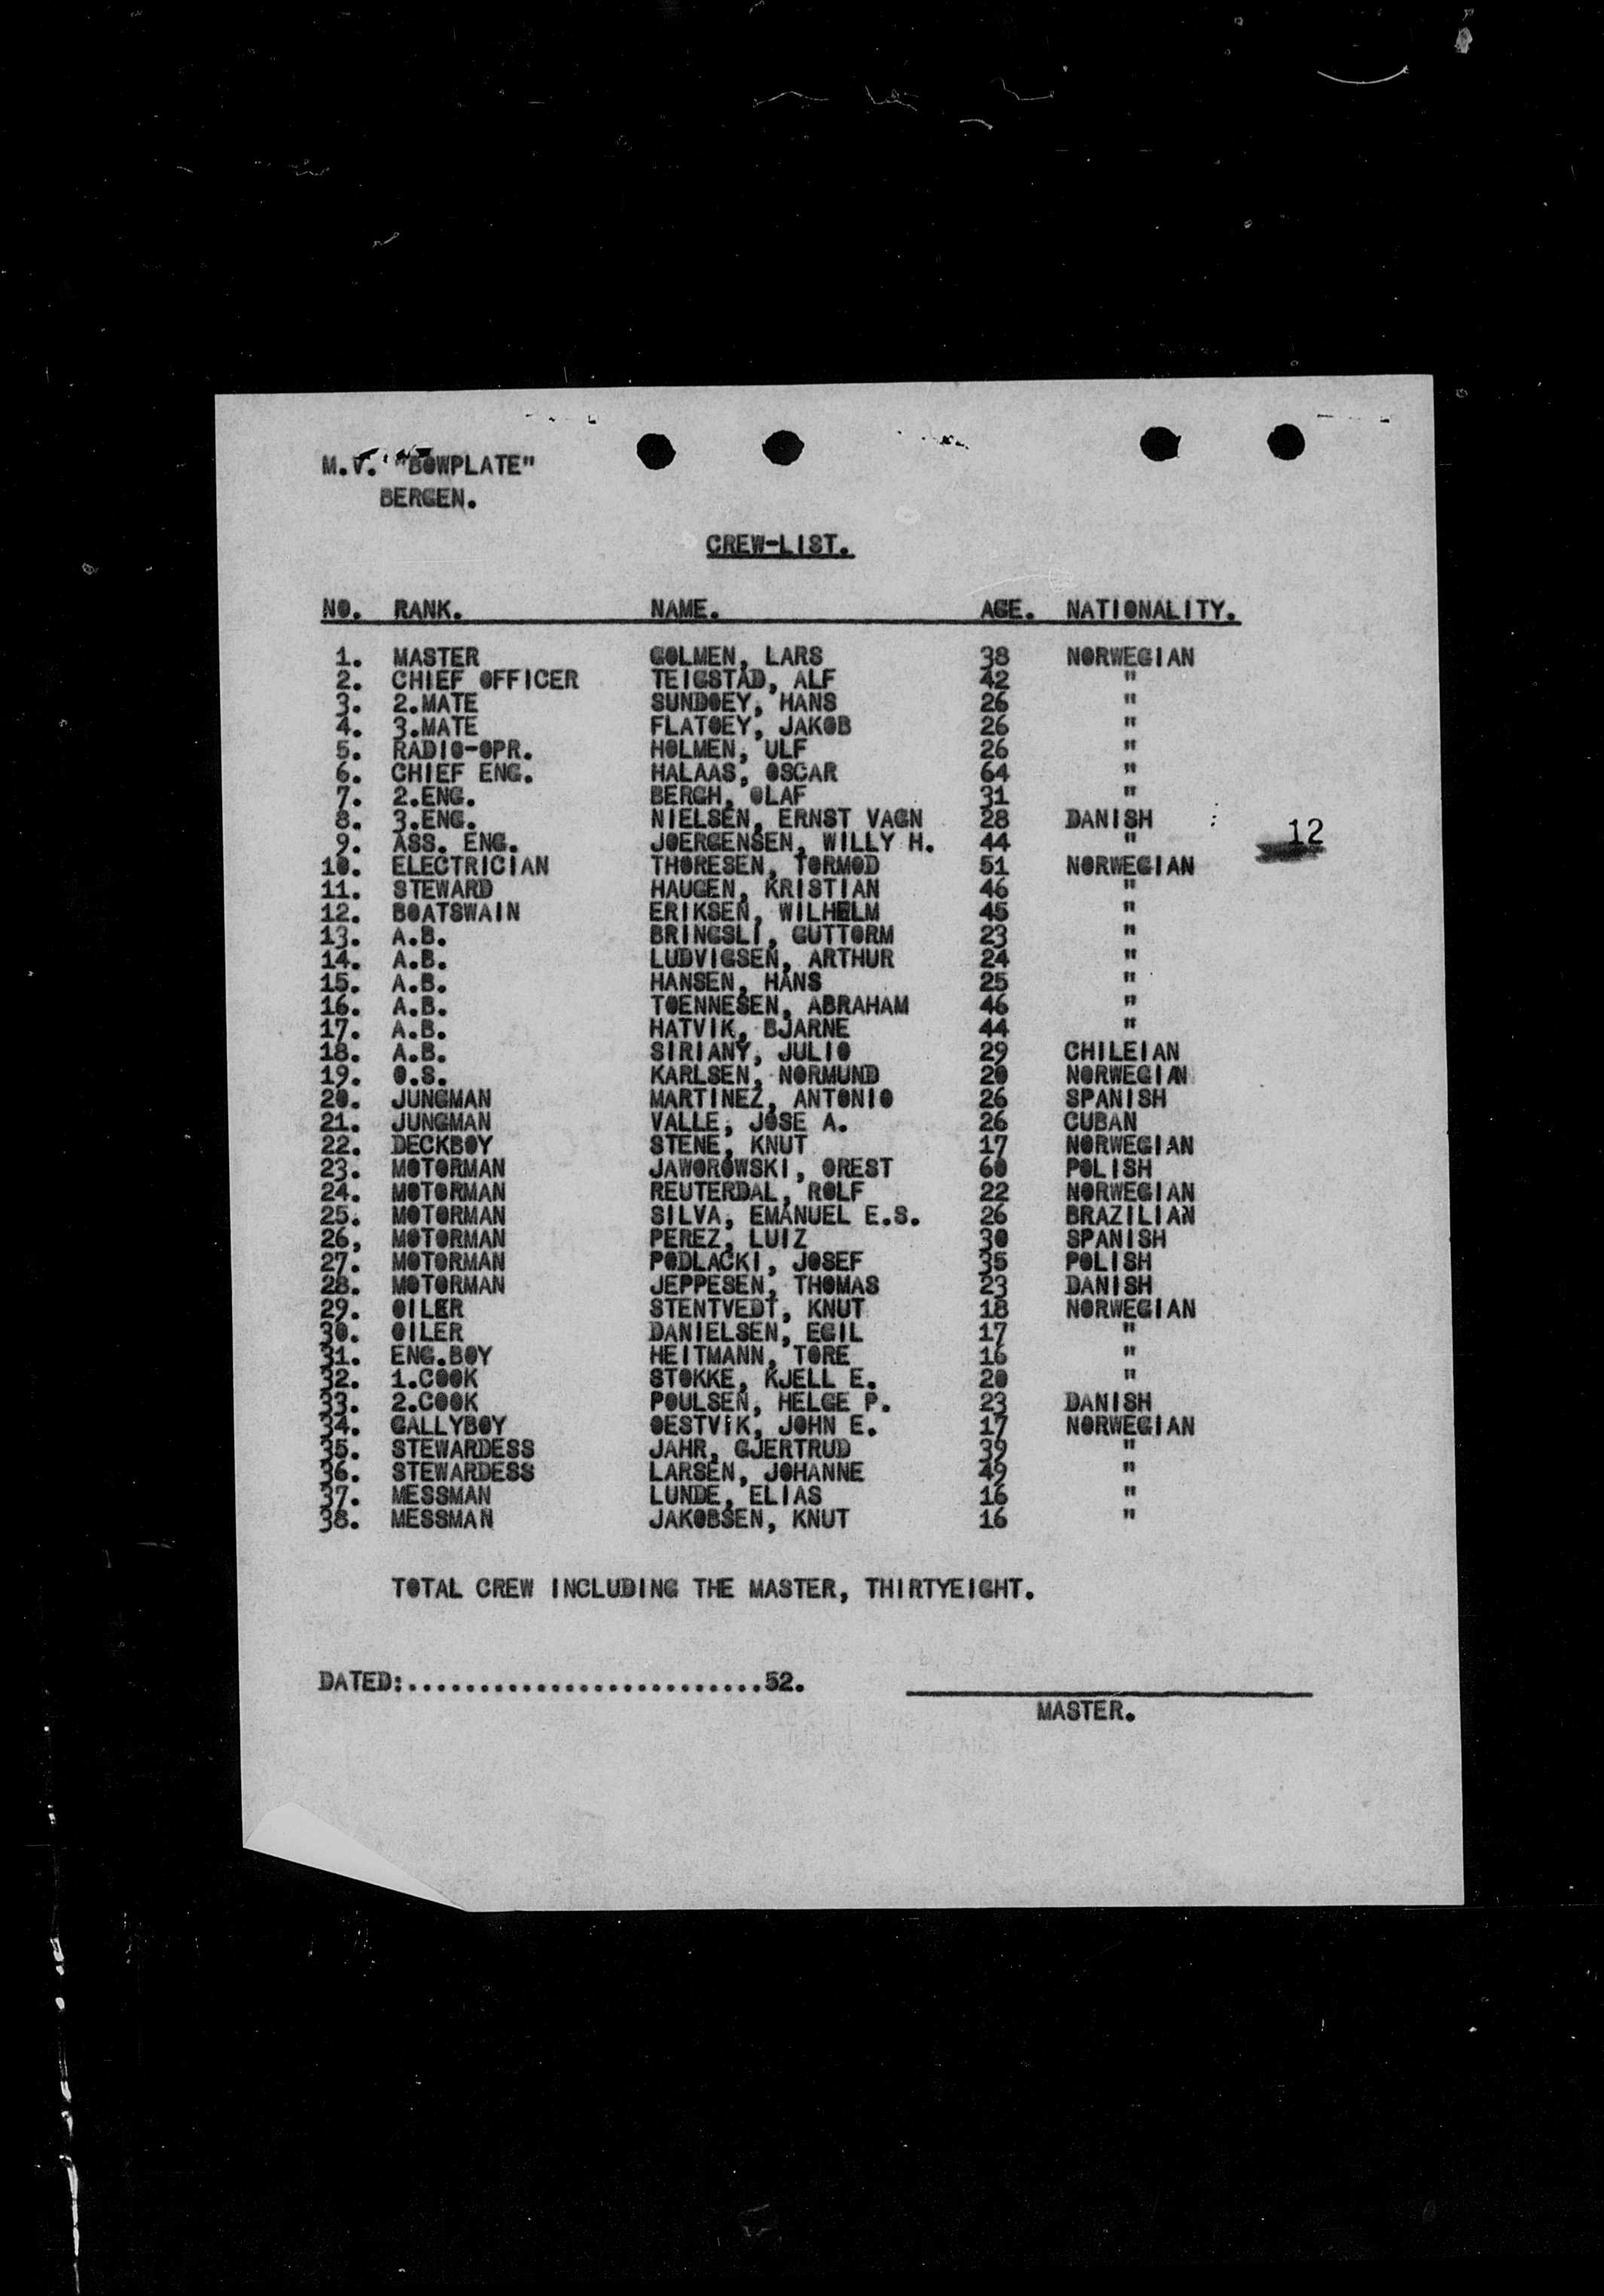 M.V. "BOWPLATE"
BERGEN.
CREW-LIST.
NO. RANK. NAME. AGE. NATIONALITY.
1. MASTER GOLMEN, LARS 38 NORWEGIAN
2. CHIEF OFFICER TEIGSTAD, ALF 42 "
3. 2.MATE SUNDOEY, HANS 26 "
4. 3.MATE FLATOEY, JAKOB 26 "
5. RADIO-OPR. HOLMEN, ULF 26 "
6. CHIEF ENG. HALAAS, OSCAR 64 "
7. 2.ENG. BERGH, OLAF 31 "
8. 3.ENG. NIELSEN, ERNST VAGN 28 DANISH :
9. ASS. ENG. JOERGENSEN, WILLY H. 44 " 12
10. ELECTRICIAN THORESEN, TORMOD 51 NORWEGIAN
11. STEWARD HAUGEN, KRISTIAN 46 "
12. BOATSWAIN ERIKSEN, WILHELM 45 "
13. A.B. BRINGSLI, GUTTORM 23 "
14. A.B. LUDVIGSEN, ARTHUR 24 "
15. A.B. HANSEN, HANS 25 "
16. A.B. TOENNESEN, ABRAHAM 46 "
17. A.B. HATVIK, BJARNE 44 "
18. A.B. SIRIANY, JULIO 29 CHILEIAN
19. O.S. KARLSEN, NORMUND 20 NORWEGIAN
20. JUNGMAN MARTINEZ, ANTONIO 26 SPANISH
21. JUNGMAN VALLE, JOSE A. 26 CUBAN
22. DECKBOY STENE, KNUT 17 NORWEGIAN
23. MOTORMAN JAWOROWSKI, OREST 60 POLISH
24. MOTORMAN REUTERDAL, ROLF 22 NORWEGIAN
25. MOTORMAN SILVA, EMANUEL E.S. 26 BRAZILIAN
26, MOTORMAN PEREZ, LUIZ 30 SPANISH
27. MOTORMAN PODLACKI, JOSEF 35 POLISH
28. MOTORMAN JEPPESEN, THOMAS 23 DANISH
29. OILER STENTVEDT, KNUT 18 NORWEGIAN
30. OILER DANIELSEN, EGIL 17 "
31. ENG.BOY HEITMANN, TORE 16 "
32. 1.COOK STOKKE, KJELL E. 20 "
33. 2.COOK POULSEN, HELGE P. 23 DANISH
34. GALLYBOY OESTVIK, JOHN E. 17 NORWEGIAN
35. STEWARDESS JAHR, GJERTRUD 39 "
36. STEWARDESS LARSEN, JOHANNE 49 "
37. MESSMAN LUNDE, ELIAS 16 "
38. MESSMAN JAKOBSEN, KNUT 16 "
TOTAL CREW INCLUDING THE MASTER, THIRTYEIGHT.
DATED:.........................52.
MASTER.